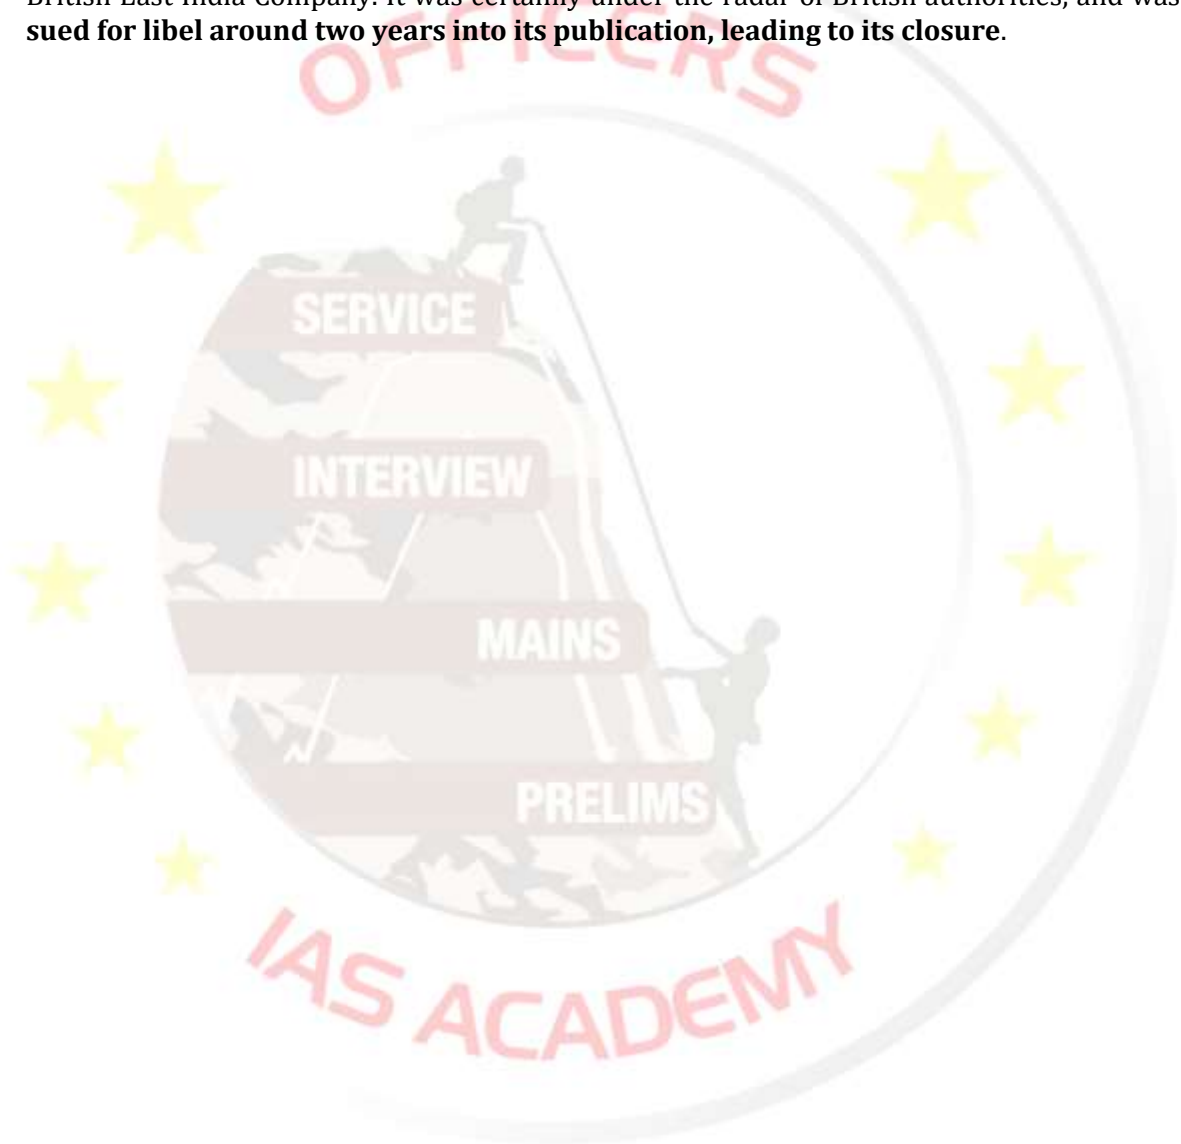 British East India Company. It was certainly under the radar of British authorities, and was
sued for libel around two years into its publication, leading to its closure.
OFFICERS
SERVICE
INTERVIEW
MAINS
PRELIMS
IAS ACADEMY